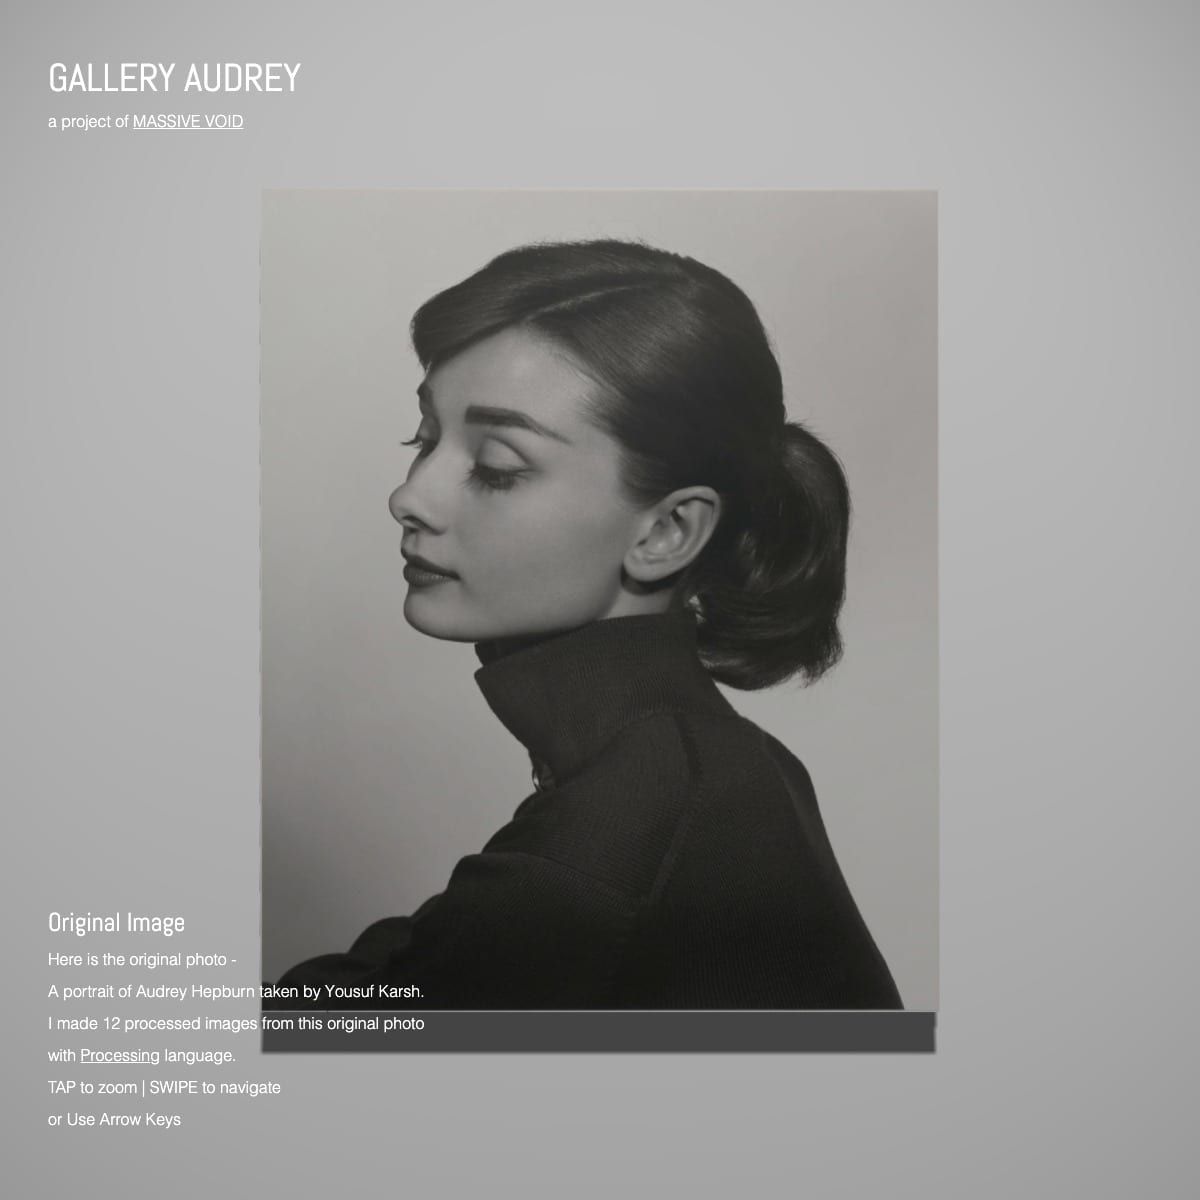 GALLERY AUDREY
a project of MASSIVE VOID
Original Image
Here is the original photo -
A portrait of Audrey Hepburn taken by Yousuf Karsh.
I made 12 processed images from this original photo
with Processing language.
TAP to zoom | SWIPE to navigate
or Use Arrow Keys